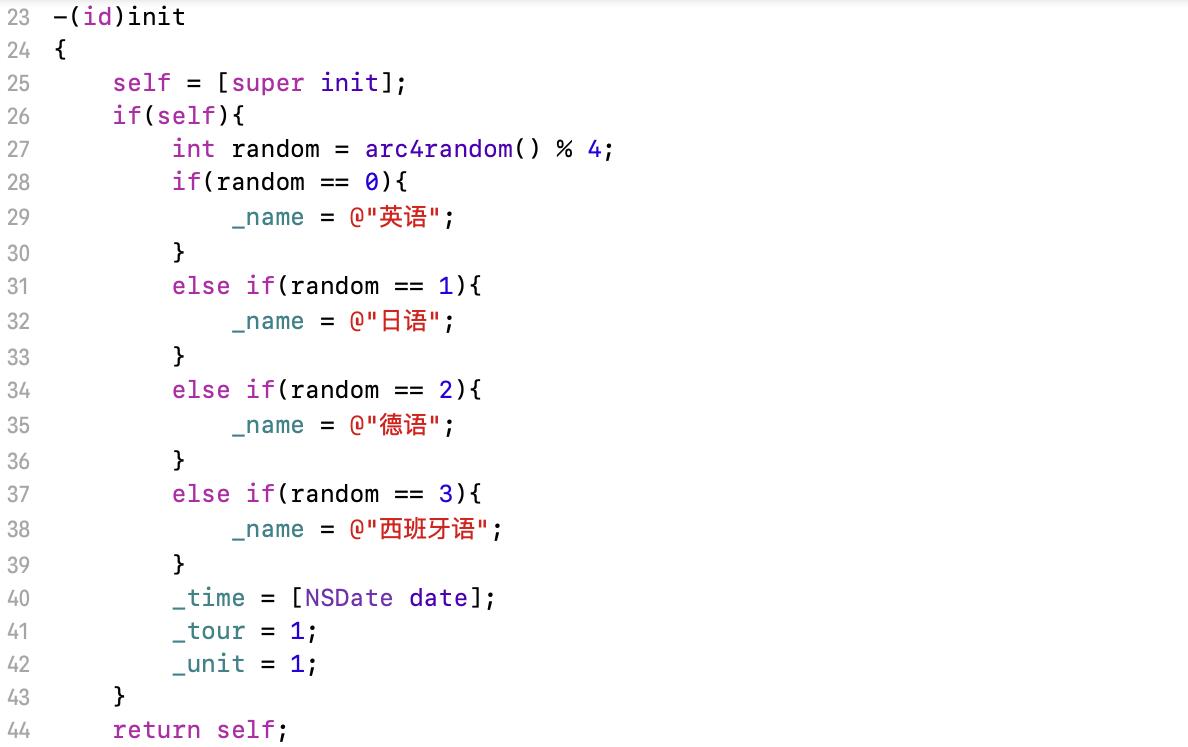 23 -(id)init
24 {
25     self = [super init];
26     if(self){
27         int random = arc4random() % 4;
28         if(random == 0){
29             _name = @"英语";
30         }
31         else if(random == 1){
32             _name = @"日语";
33         }
34         else if(random == 2){
35             _name = @"德语";
36         }
37         else if(random == 3){
38             _name = @"西班牙语";
39         }
40         _time = [NSDate date];
41         _tour = 1;
42         _unit = 1;
43     }
44     return self;